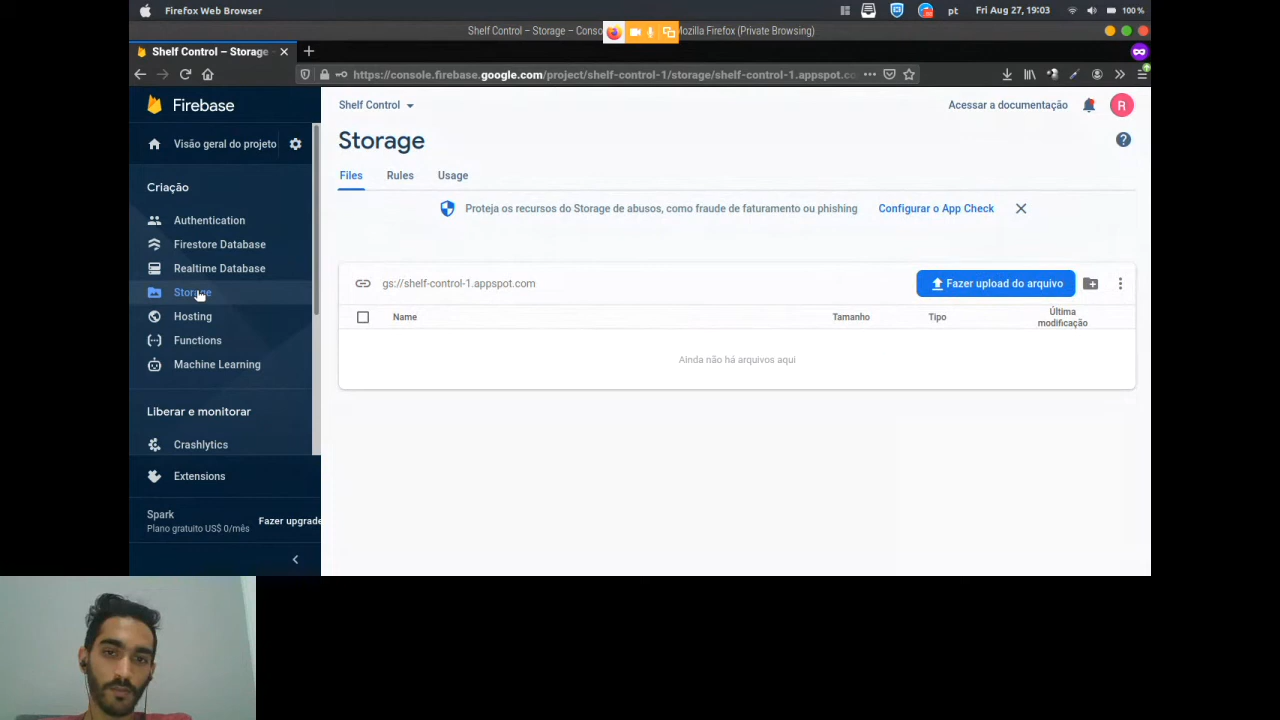 Firefox Web Browser
pt Fri Aug 27, 19:03 100 %
Shelf Control – Storage – Conso
Mozilla Firefox (Private Browsing)
Shelf Control – Storage
https://console.firebase.google.com/project/shelf-control-1/storage/shelf-control-1.appspot.co
Firebase
Shelf Control
Acessar a documentação
R
Visão geral do projeto
Storage
Files Rules Usage
Criação
Proteja os recursos do Storage de abusos, como fraude de faturamento ou phishing
Configurar o App Check
Authentication
Firestore Database
Realtime Database
Storage
Hosting
Functions
Machine Learning
gs://shelf-control-1.appspot.com
Fazer upload do arquivo
Name
Tamanho
Tipo
Última
modificação
Ainda não há arquivos aqui
Liberar e monitorar
Crashlytics
Extensions
Spark
Plano gratuito US$ 0/mês
Fazer upgrade